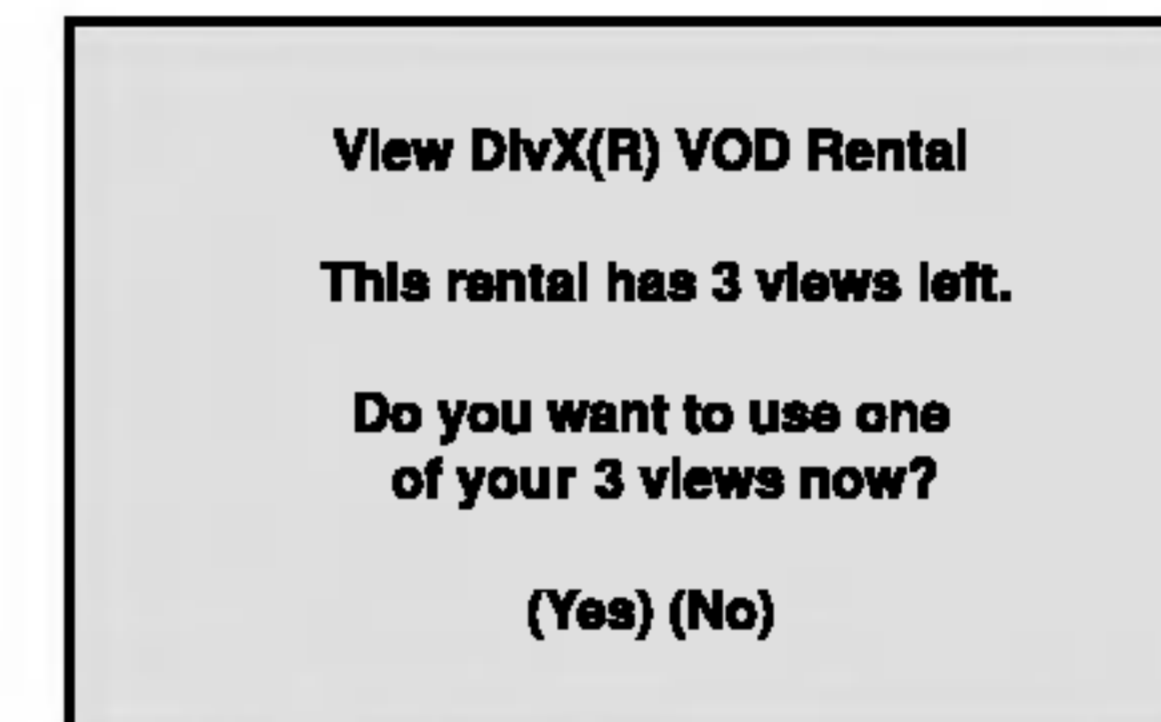 View DivX(R) VOD Rental
This rental has 3 views left.
Do you want to use one
of your 3 views now?
(Yes) (No)